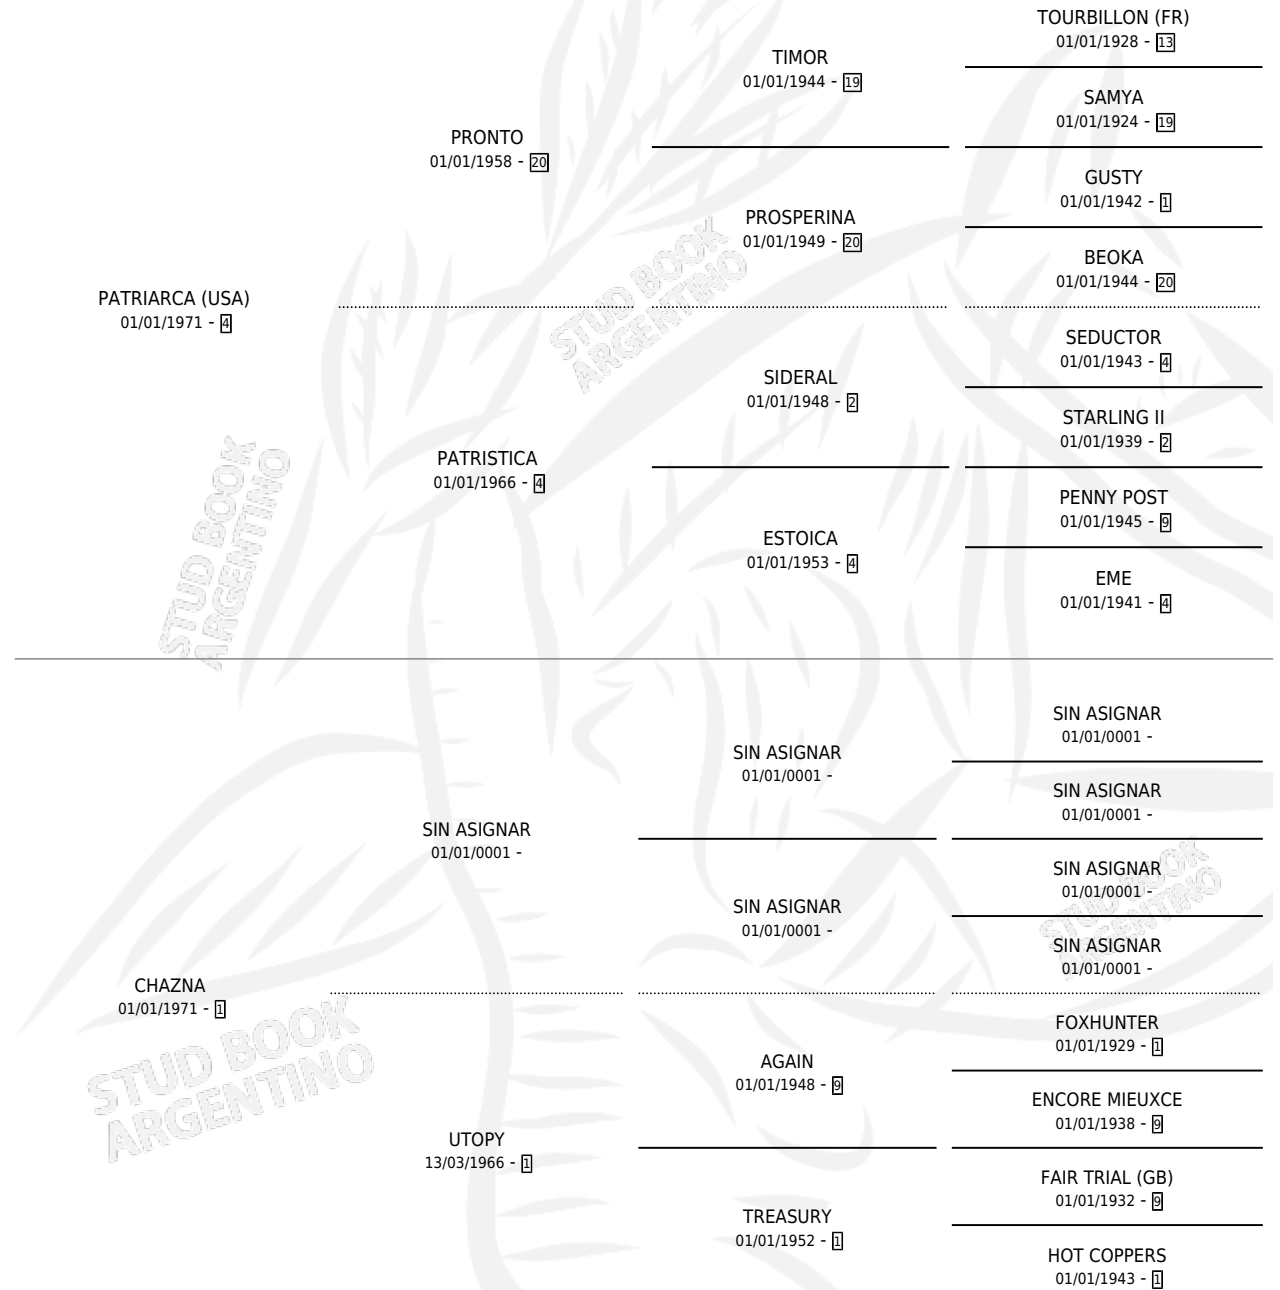 TOURBILLON (FR)
01/01/1928 - 13
TIMOR
01/01/1944 - 19
SAMYA
01/01/1924 - 19
PRONTO
01/01/1958 - 20
GUSTY
01/01/1942 - 1
PROSPERINA
01/01/1949 - 20
BEOKA
01/01/1944 - 20
PATRIARCA (USA)
01/01/1971 - 4
STUD BOOK
ARGENTINO
SEDUCTOR
01/01/1943 - 4
SIDERAL
01/01/1948 - 2
STARLING II
01/01/1939 - 2
PATRISTICA
01/01/1966 - 4
STUD BOOK
ARGENTINO
PENNY POST
01/01/1945 - 9
ESTOICA
01/01/1953 - 4
EME
01/01/1941 - 4
SIN ASIGNAR
01/01/0001 -
SIN ASIGNAR
01/01/0001 -
SIN ASIGNAR
01/01/0001 -
SIN ASIGNAR
01/01/0001 -
SIN ASIGNAR
01/01/0001 -
STUD BOOK
ARGENTINO
SIN ASIGNAR
01/01/0001 -
SIN ASIGNAR
01/01/0001 -
CHAZNA
01/01/1971 - 1
STUD BOOK
ARGENTINO
FOXHUNTER
01/01/1929 - 1
AGAIN
01/01/1948 - 9
ENCORE MIEUXCE
01/01/1938 - 9
UTOPY
13/03/1966 - 1
FAIR TRIAL (GB)
01/01/1932 - 9
TREASURY
01/01/1952 - 1
HOT COPPERS
01/01/1943 - 1